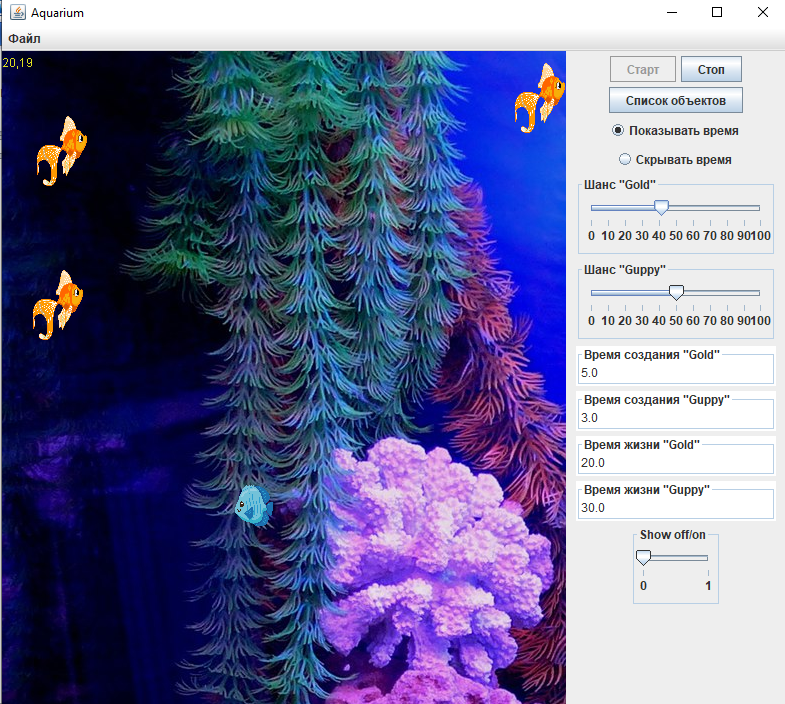 Aquarium
Файл
20,19
Старт Стоп
Список объектов
Показывать время
Скрывать время
Шанс "Gold"
0 10 20 30 40 50 60 70 80 90100
Шанс "Guppy"
0 10 20 30 40 50 60 70 80 90100
Время создания "Gold"
5.0
Время создания "Guppy"
3.0
Время жизни "Gold"
20.0
Время жизни "Guppy"
30.0
Show off/on
0 1